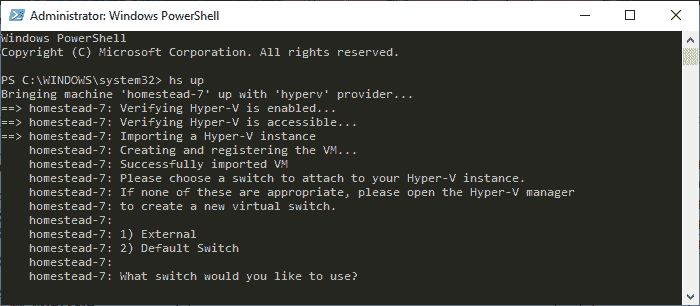 Administrator: Windows PowerShell
Windows PowerShell
Copyright (C) Microsoft Corporation. All rights reserved.
PS C:\WINDOWS\system32> hs up
Bringing machine 'homestead-7' up with 'hyperv' provider...
==> homestead-7: Verifying Hyper-V is enabled...
==> homestead-7: Verifying Hyper-V is accessible...
==> homestead-7: Importing a Hyper-V instance
homestead-7: Creating and registering the VM...
homestead-7: Successfully imported VM
homestead-7: Please choose a switch to attach to your Hyper-V instance.
homestead-7: If none of these are appropriate, please open the Hyper-V manager
homestead-7: to create a new virtual switch.
homestead-7:
homestead-7: 1) External
homestead-7: 2) Default Switch
homestead-7:
homestead-7: What switch would you like to use?